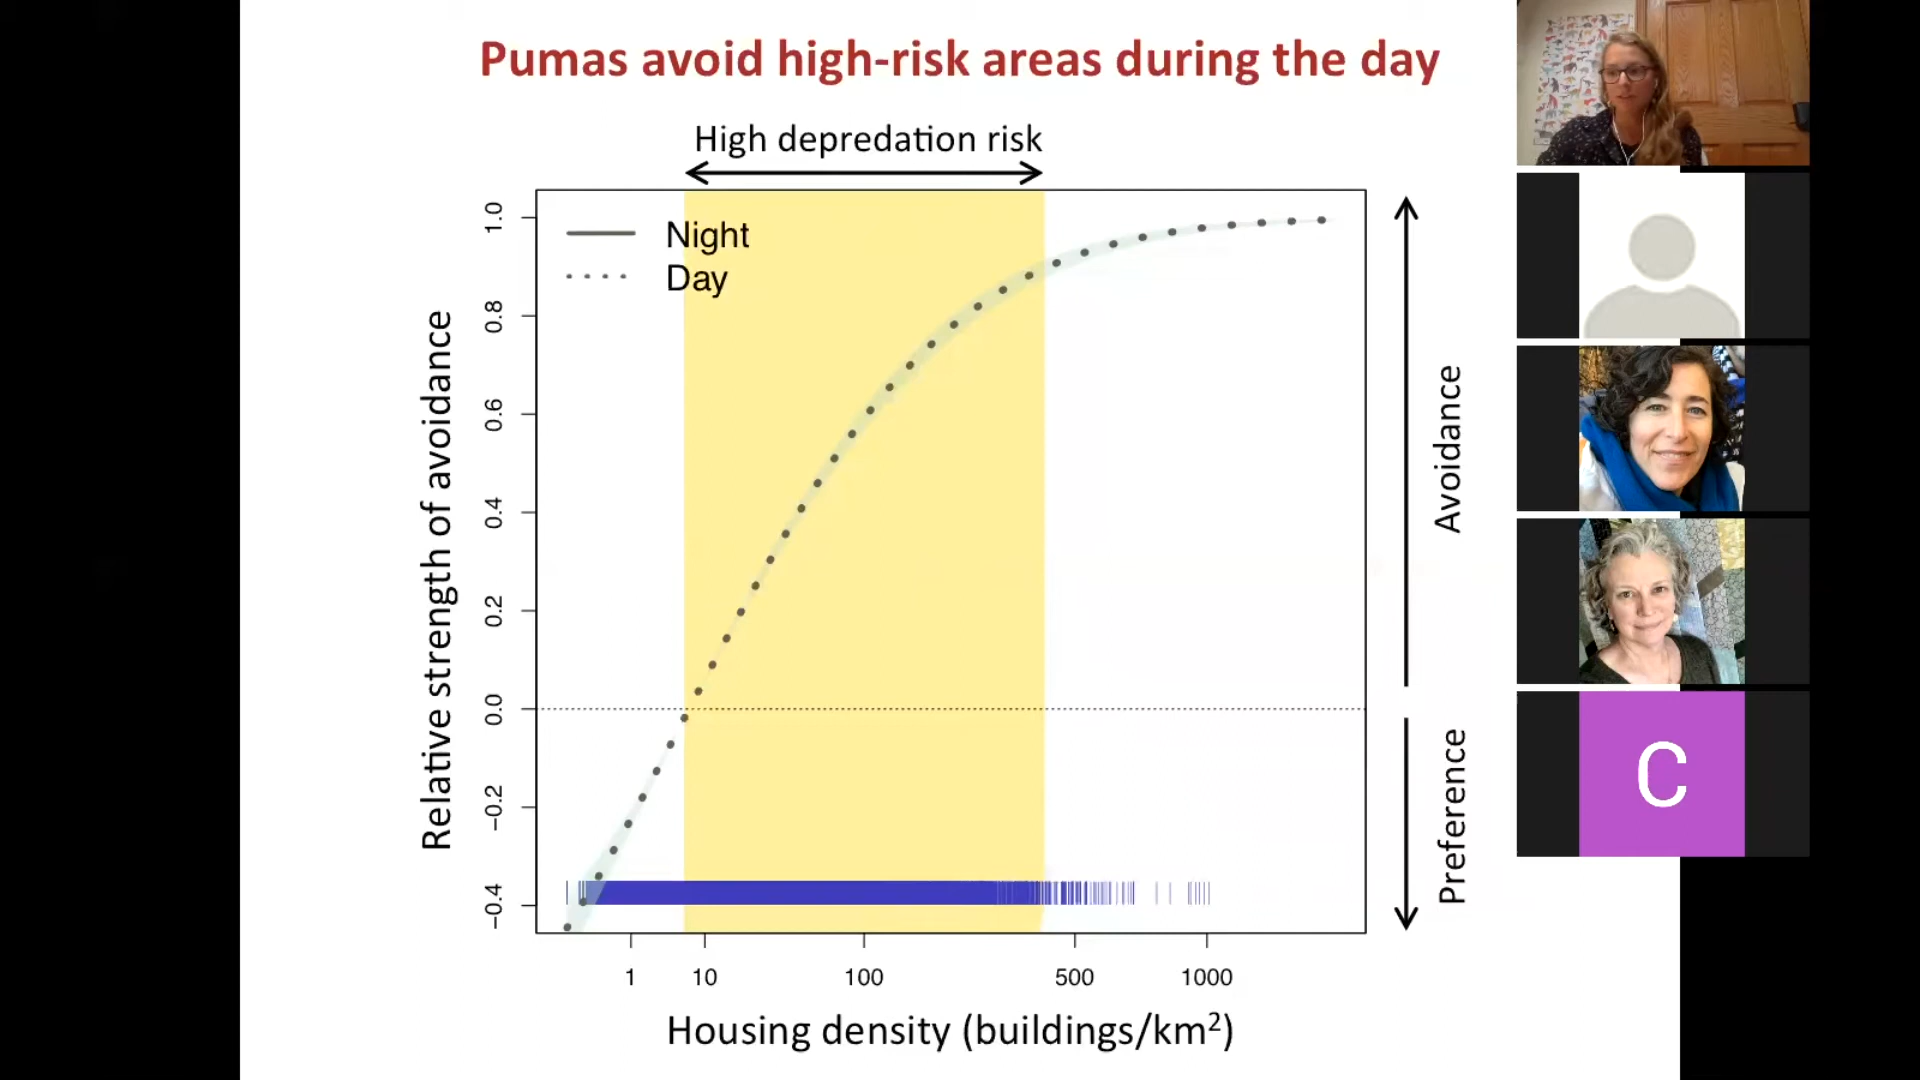 Pumas avoid high-risk areas during the day
High depredation risk
Night
Day
Relative strength of avoidance
1.0
0.8
0.6
0.4
0.2
0.0
−0.2
−0.4
Avoidance
Preference
1 10 100 500 1000
Housing density (buildings/km²)
C